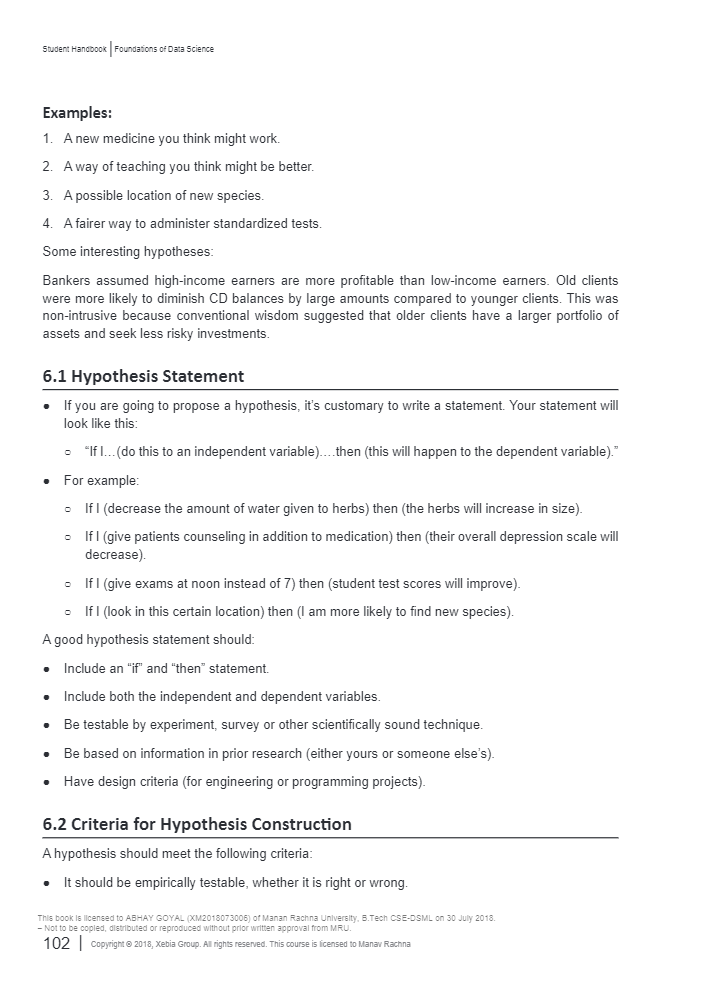 Student Handbook | Foundations of Data Science
Examples:
1. A new medicine you think might work.
2. A way of teaching you think might be better.
3. A possible location of new species.
4. A fairer way to administer standardized tests.
Some interesting hypotheses:
Bankers assumed high-income earners are more profitable than low-income earners. Old clients
were more likely to diminish CD balances by large amounts compared to younger clients. This was
non-intrusive because conventional wisdom suggested that older clients have a larger portfolio of
assets and seek less risky investments.
6.1 Hypothesis Statement
● If you are going to propose a hypothesis, it’s customary to write a statement. Your statement will
look like this:
○ “If I…(do this to an independent variable)….then (this will happen to the dependent variable).”
● For example:
○ If I (decrease the amount of water given to herbs) then (the herbs will increase in size).
○ If I (give patients counseling in addition to medication) then (their overall depression scale will
decrease).
○ If I (give exams at noon instead of 7) then (student test scores will improve).
○ If I (look in this certain location) then (I am more likely to find new species).
A good hypothesis statement should:
● Include an “if” and “then” statement.
● Include both the independent and dependent variables.
● Be testable by experiment, survey or other scientifically sound technique.
● Be based on information in prior research (either yours or someone else’s).
● Have design criteria (for engineering or programming projects).
6.2 Criteria for Hypothesis Construction
A hypothesis should meet the following criteria:
● It should be empirically testable, whether it is right or wrong.
This book is licensed to ABHAY GOYAL (XM2018073006) of Manan Rachna University, B.Tech CSE-DSML on 30 July 2018.
– Not to be copied, distributed or reproduced without prior written approval from MRU.
102 | Copyright © 2018, Xebia Group. All rights reserved. This course is licensed to Manav Rachna